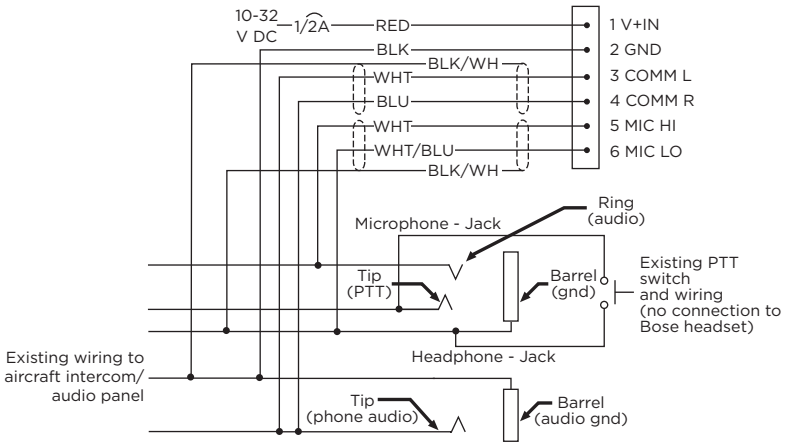 10-32
V DC
1/2A
RED
1 V+IN
BLK
2 GND
BLK/WH
WHT
3 COMM L
BLU
4 COMM R
WHT
5 MIC HI
WHT/BLU
6 MIC LO
BLK/WH
Ring
(audio)
Microphone - Jack
Tip
(PTT)
Barrel
(gnd)
Existing PTT
switch
and wiring
(no connection to
Bose headset)
Headphone - Jack
Existing wiring to
aircraft intercom/
audio panel
Tip
(phone audio)
Barrel
(audio gnd)